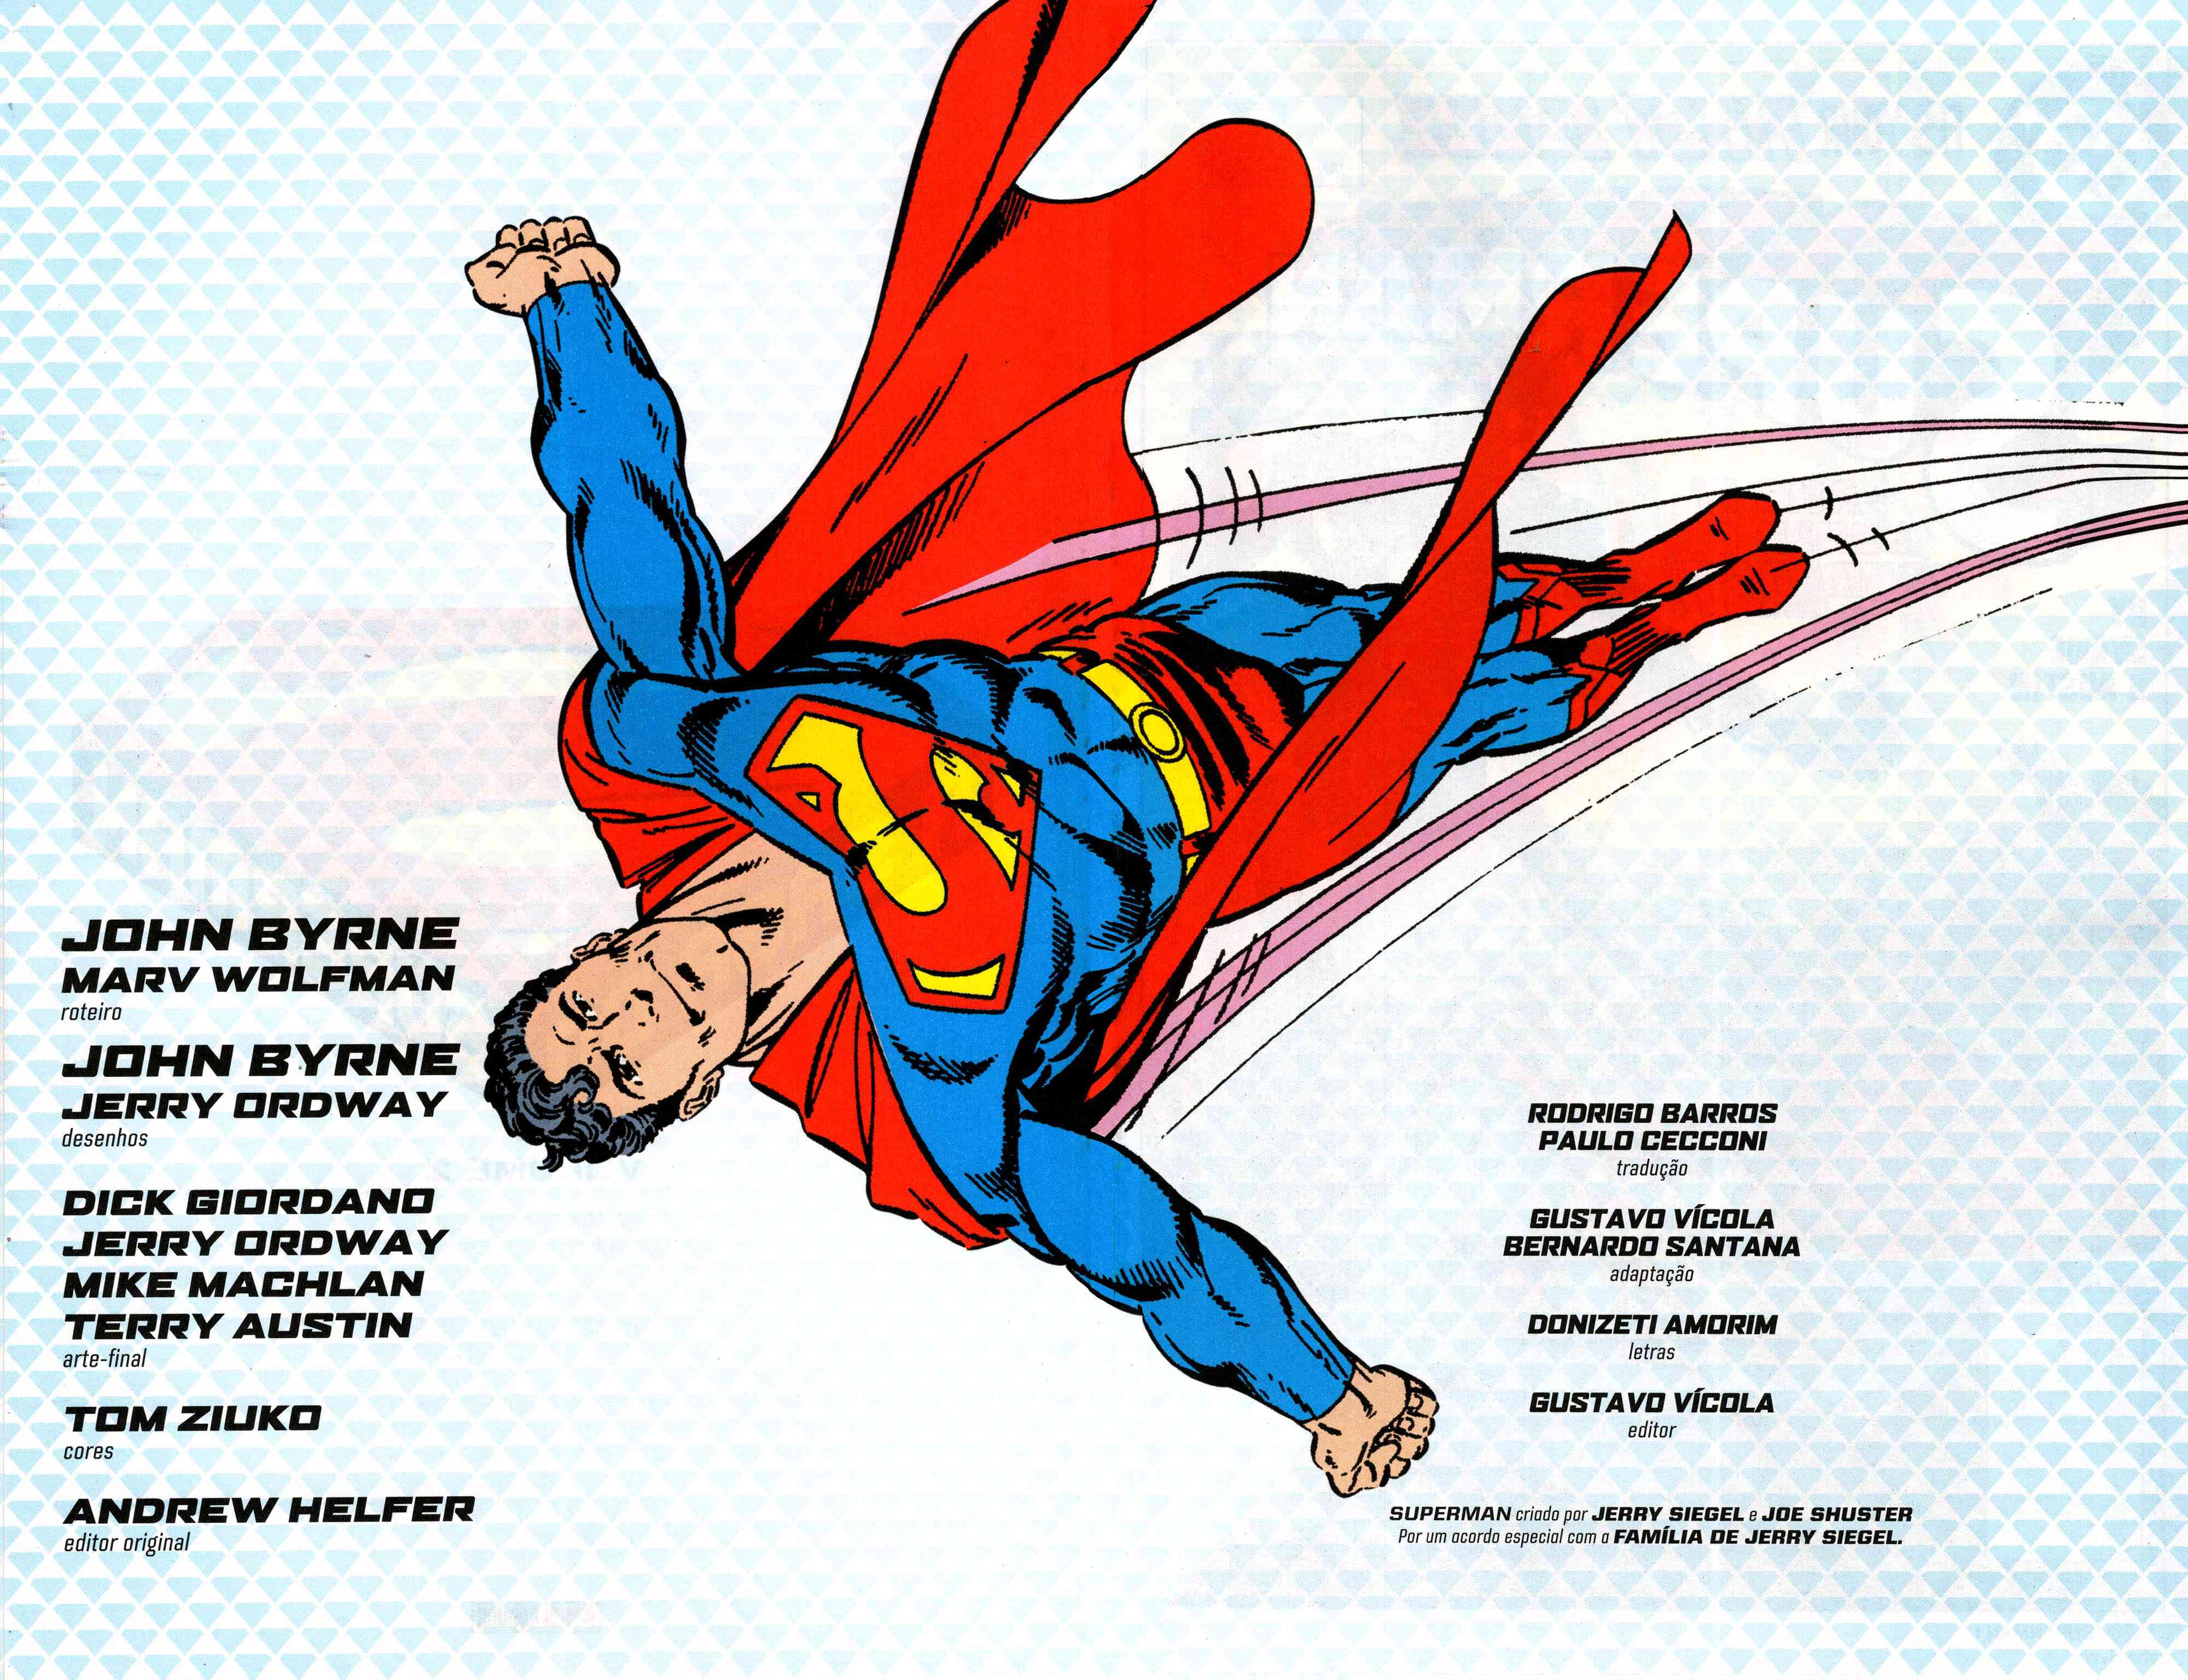 JOHN BYRNE
MARV WOLFMAN
roteiro
JOHN BYRNE
JERRY ORDWAY
desenhos
DICK GIORDANO
JERRY ORDWAY
MIKE MACHLAN
TERRY AUSTIN
arte-final
TOM ZIUKO
cores
ANDREW HELFER
editor original
RODRIGO BARROS
PAULO CECCONI
tradução
GUSTAVO VÍCOLA
BERNARDO SANTANA
adaptação
DONIZETI AMORIM
letras
GUSTAVO VÍCOLA
editor
SUPERMAN criado por JERRY SIEGEL e JOE SHUSTER
Por um acordo especial com a FAMÍLIA DE JERRY SIEGEL.